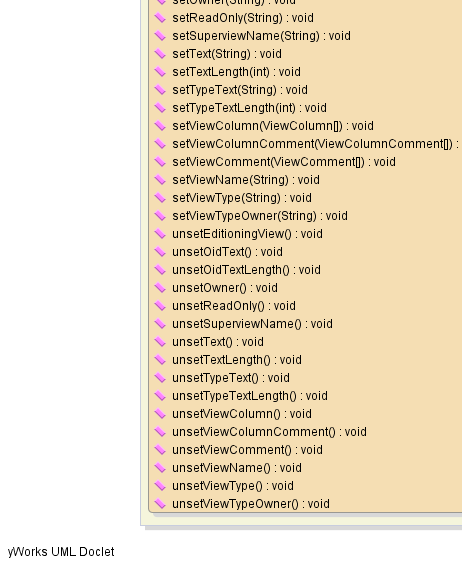 setOwner(String) : void
setReadOnly(String) : void
setSuperviewName(String) : void
setText(String) : void
setTextLength(int) : void
setTypeText(String) : void
setTypeTextLength(int) : void
setViewColumn(ViewColumn[]) : void
setViewColumnComment(ViewColumnComment[]) :
setViewComment(ViewComment[]) : void
setViewName(String) : void
setViewType(String) : void
setViewTypeOwner(String) : void
unsetEditioningView() : void
unsetOidText() : void
unsetOidTextLength() : void
unsetOwner() : void
unsetReadOnly() : void
unsetSuperviewName() : void
unsetText() : void
unsetTextLength() : void
unsetTypeText() : void
unsetTypeTextLength() : void
unsetViewColumn() : void
unsetViewColumnComment() : void
unsetViewComment() : void
unsetViewName() : void
unsetViewType() : void
unsetViewTypeOwner() : void
yWorks UML Doclet